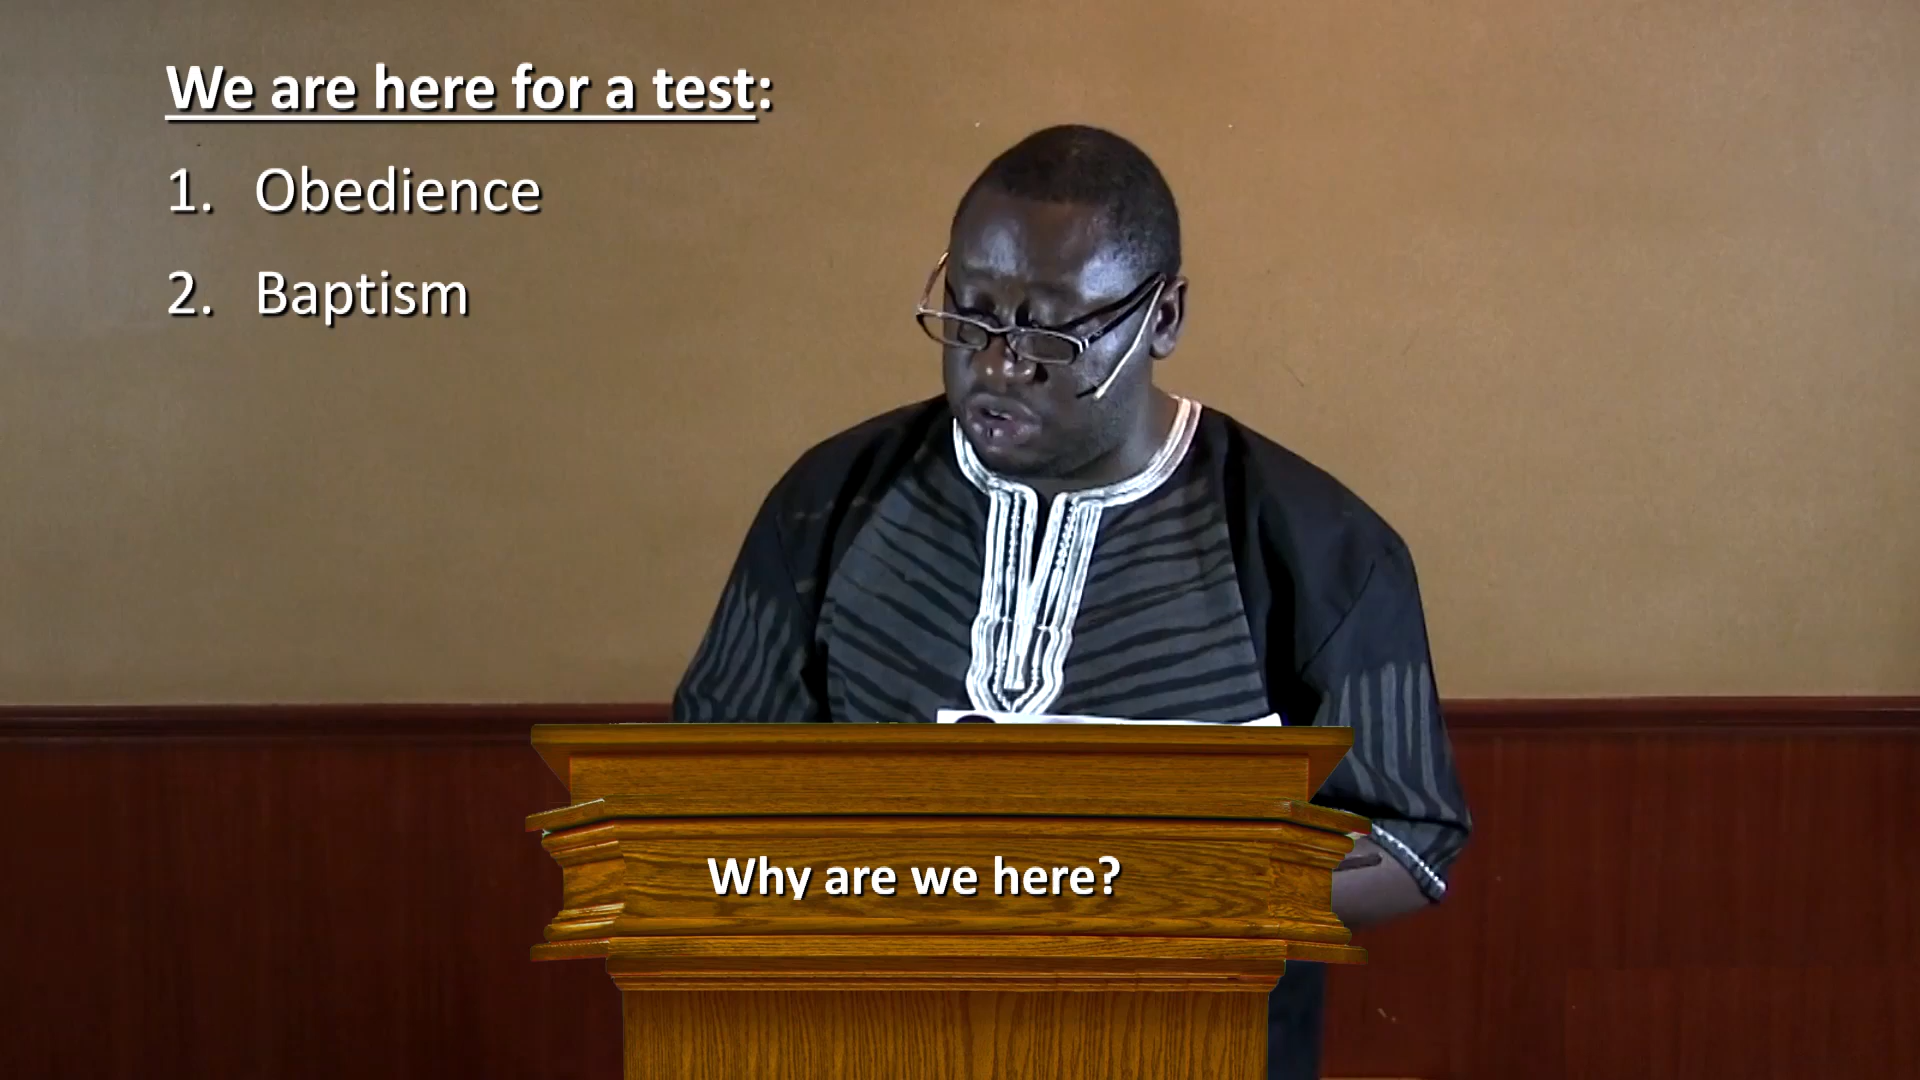 We are here for a test:
1. Obedience
2. Baptism
Why are we here?